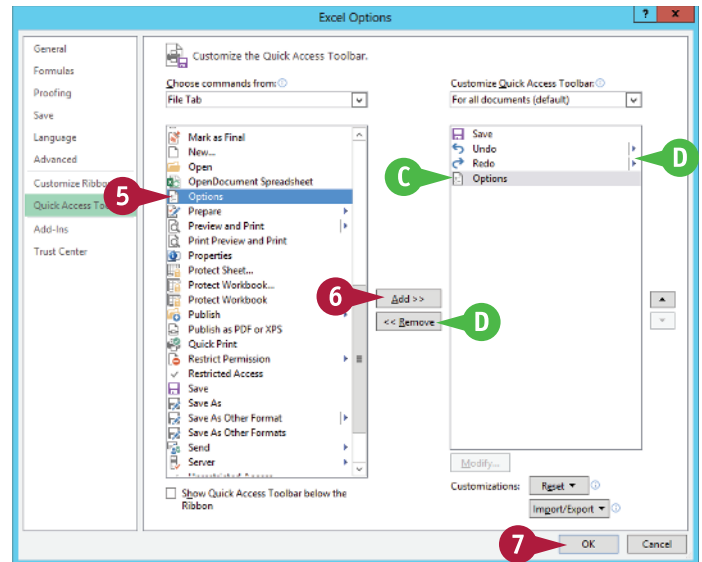 Excel Options
? x
General
Formulas
Proofing
Save
Language
Advanced
Customize Ribbon
Quick Access
Add-Ins
Trust Center
Customize the Quick Access Toolbar.
Choose commands from:
File Tab
Mark as Final
New...
Open
OpenDocument Spreadsheet
5
Options
Prepare
Preview and Print
Print Preview and Print
Properties
Protect Sheet...
Protect Workbook...
Protect Workbook
Publish
Publish as PDF or XPS
Quick Print
Restrict Permission
Restricted Access
Save
Save As
Save As Other Format
Save As Other Formats
Send
Server
Show Quick Access Toolbar below the
Ribbon
6
Add >>
<< Remove
D
Customize Quick Access Toolbar:
For all documents (default)
Save
Undo
Redo
D
C
Options
Modify...
Customizations: Reset
Import/Export
7
OK
Cancel